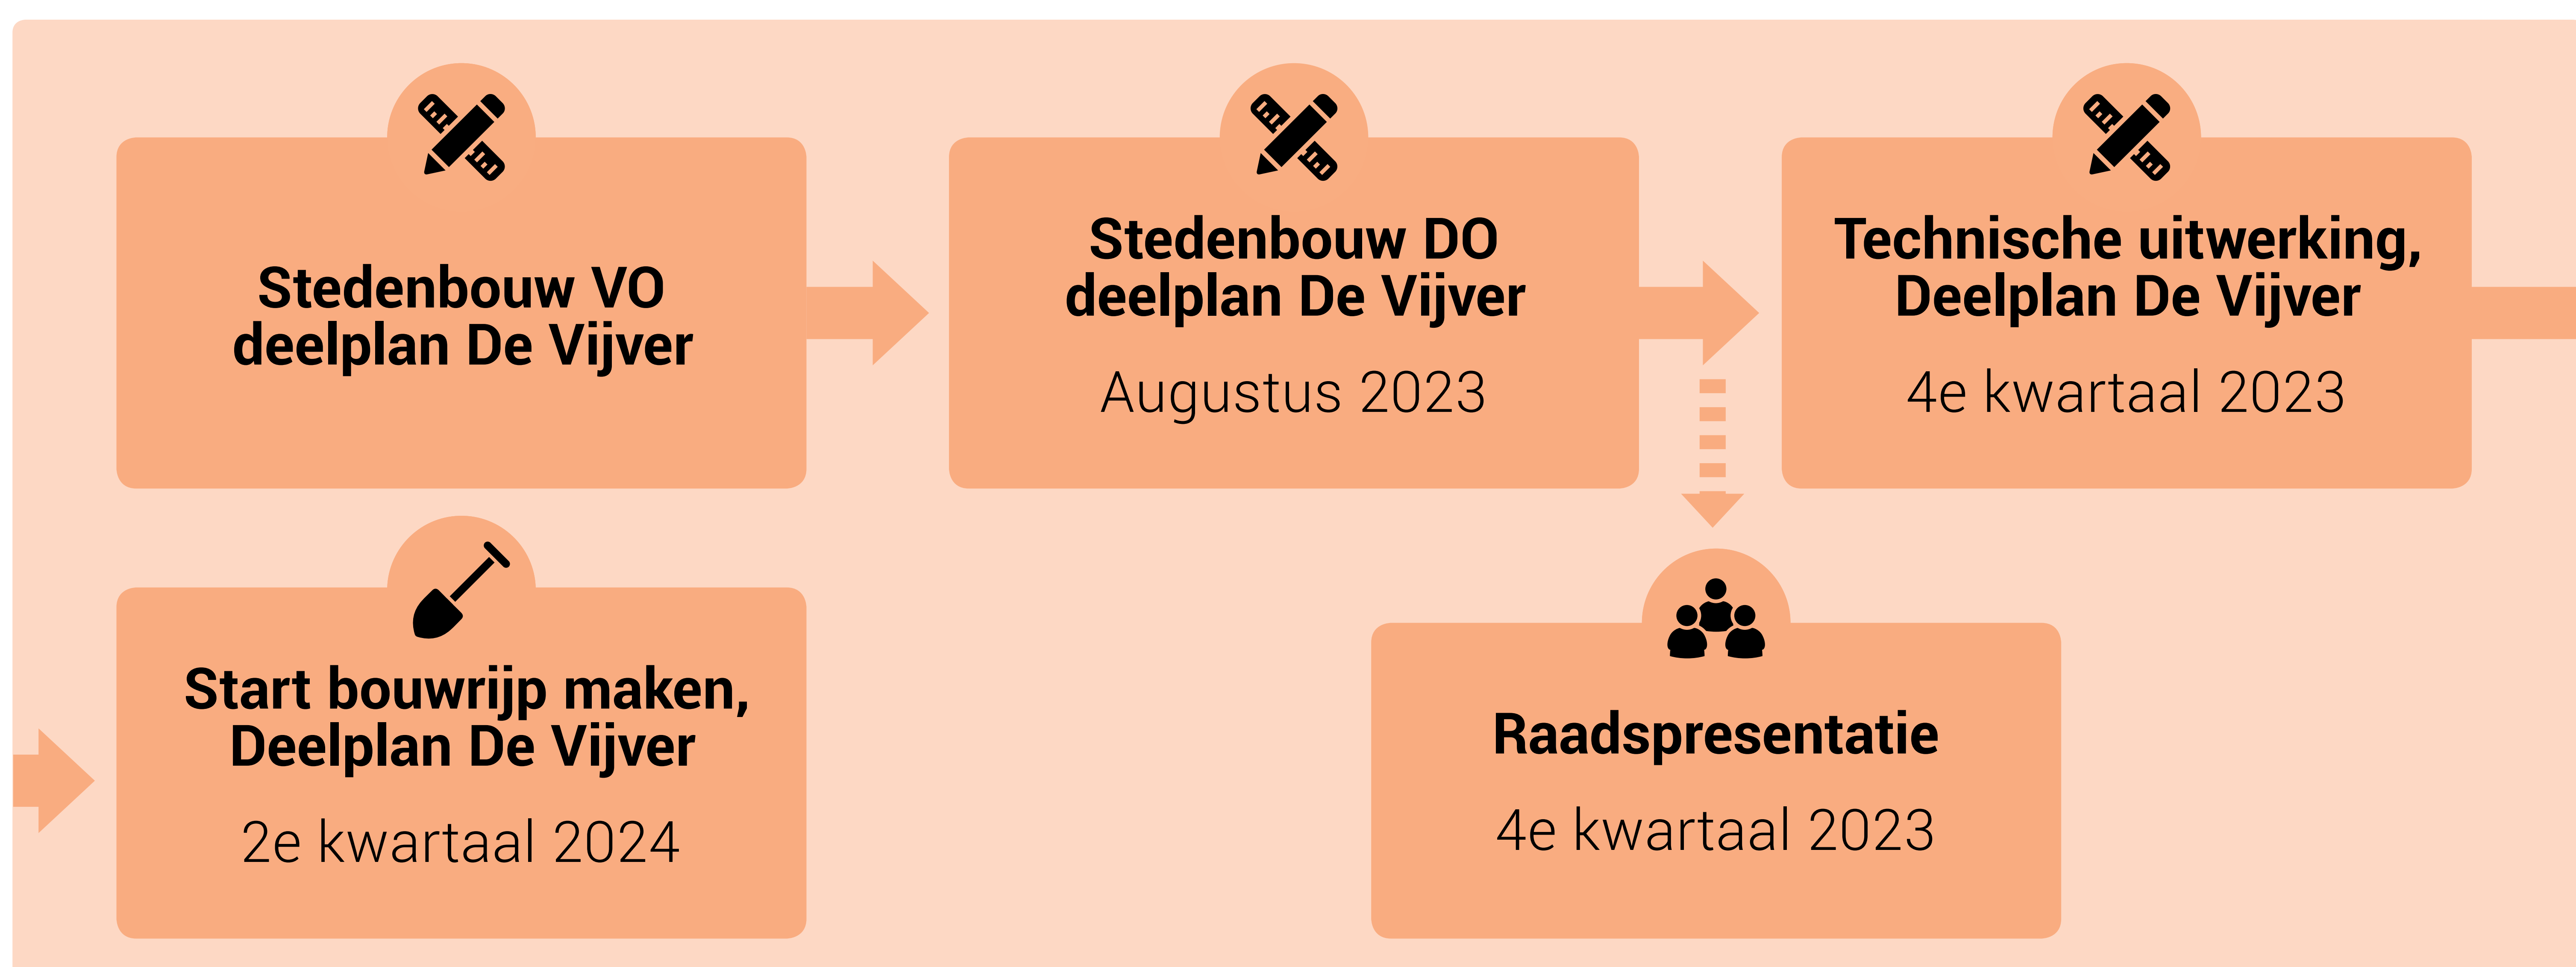 Stedenbouw VO
deelplan De Vijver
Stedenbouw DO
deelplan De Vijver
Augustus 2023
Technische uitwerking,
Deelplan De Vijver
4e kwartaal 2023
Start bouwrijp maken,
Deelplan De Vijver
2e kwartaal 2024
Raadspresentatie
4e kwartaal 2023